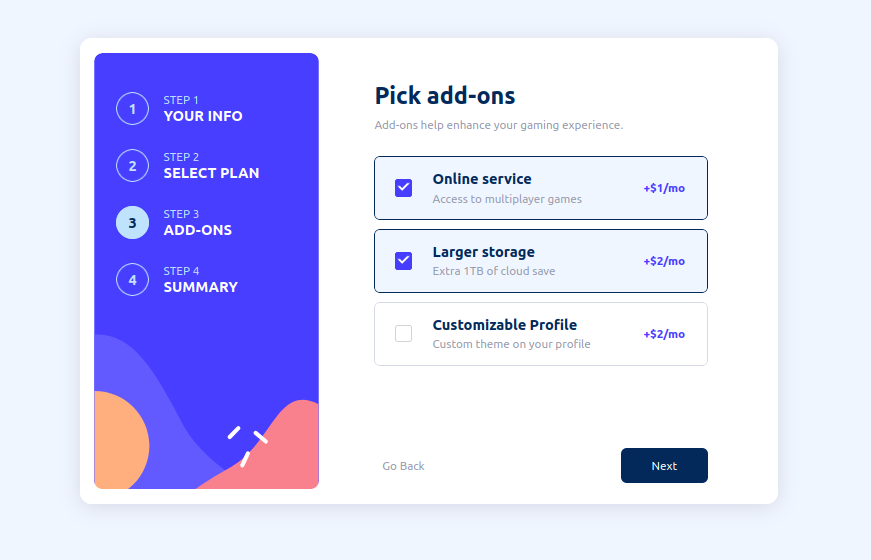 1
STEP 1
YOUR INFO
2
STEP 2
SELECT PLAN
3
STEP 3
ADD-ONS
4
STEP 4
SUMMARY
Pick add-ons
Add-ons help enhance your gaming experience.
Online service
Access to multiplayer games
+$1/mo
Larger storage
Extra 1TB of cloud save
+$2/mo
Customizable Profile
Custom theme on your profile
+$2/mo
Go Back
Next